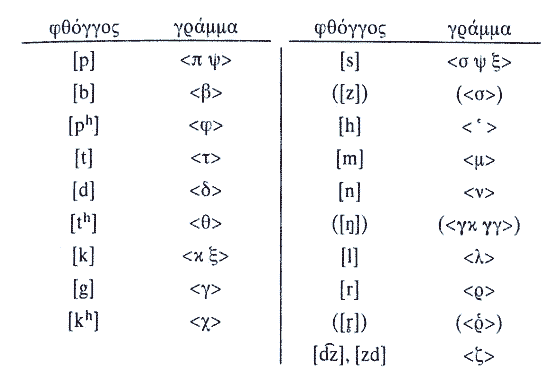 φθόγγος γράμμα φθόγγος γράμμα
[p] <π ψ> [s] <σ ψ ξ>
[b] <β> ([z]) (<σ>)
[pʰ] <φ> [h] < ῾ >
[t] <τ> [m] <μ>
[d] <δ> [n] <ν>
[tʰ] <θ> ([ŋ]) (<γκ γγ>)
[k] <κ ξ> [l] <λ>
[g] <γ> [r] <ρ>
[kʰ] <χ> ([r̥]) (<ῥ>)
[d͡z], [zd] <ζ>